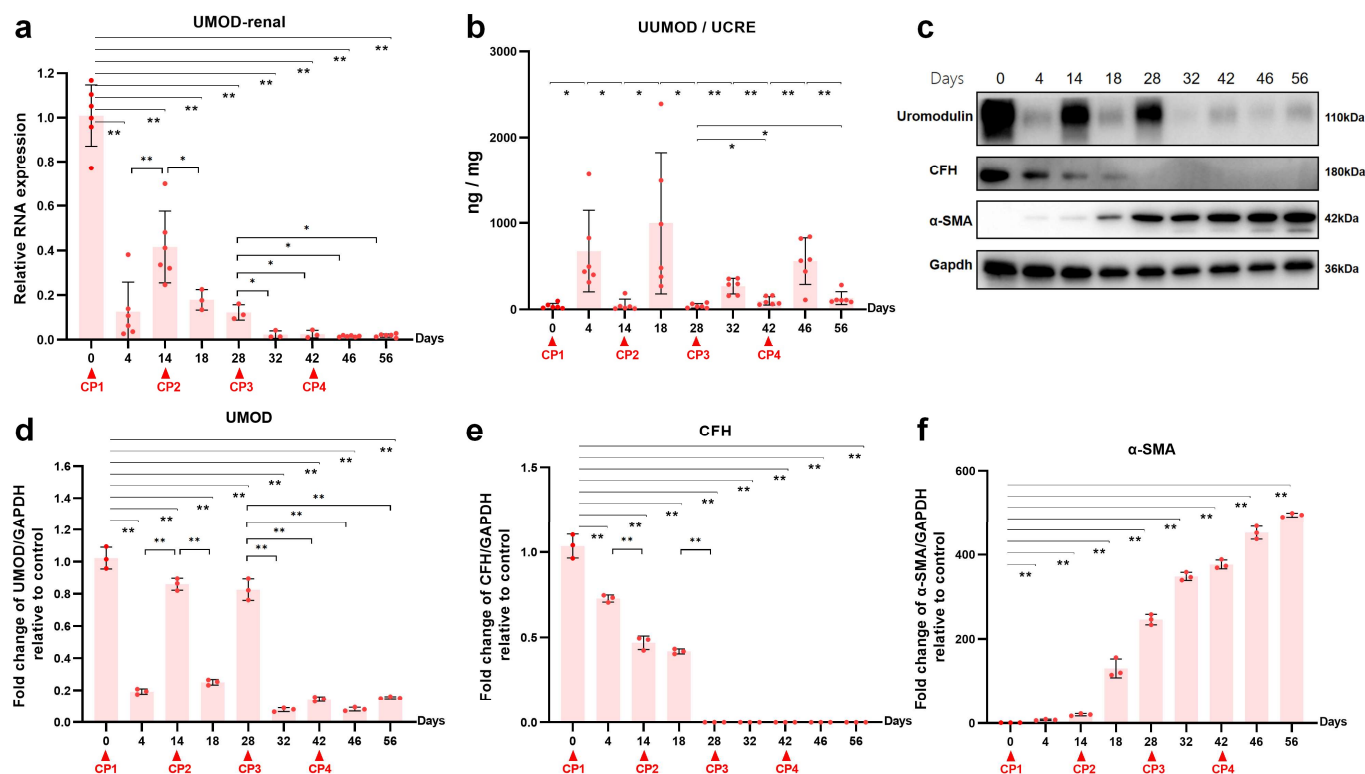 a
UMOD-renal
**
**
**
**
**
**
**
**
**
*
*
*
*
*
Relative RNA expression
1.2
1.0
0.8
0.6
0.4
0.2
0.0
0 4 14 18 28 32 42 46 56
Days
CP1 CP2 CP3 CP4
b
UUMOD / UCRE
ng / mg
3000
2000
1000
500
0
* * * * ** ** ** **
*
*
0 4 14 18 28 32 42 46 56
CP1 CP2 CP3 CP4
c
Days 0 4 14 18 28 32 42 46 56
Uromodulin 110kDa
CFH 180kDa
α-SMA 42kDa
Gapdh 36kDa
d
UMOD
**
**
**
**
**
**
**
**
**
**
**
**
**
**
Fold change of UMOD/GAPDH
relative to control
1.6
1.4
1.2
1.0
0.8
0.6
0.4
0.2
0.0
0 4 14 18 28 32 42 46 56
Days
CP1 CP2 CP3 CP4
e
CFH
**
**
**
**
**
**
**
**
**
**
Fold change of CFH/GAPDH
relative to control
1.5
1.0
0.5
0.0
0 4 14 18 28 32 42 46 56
CP1 CP2 CP3 CP4
f
α-SMA
**
**
**
**
**
**
**
**
Fold change of α-SMA/GAPDH
relative to control
600
400
200
0
0 4 14 18 28 32 42 46 56
Days
CP1 CP2 CP3 CP4